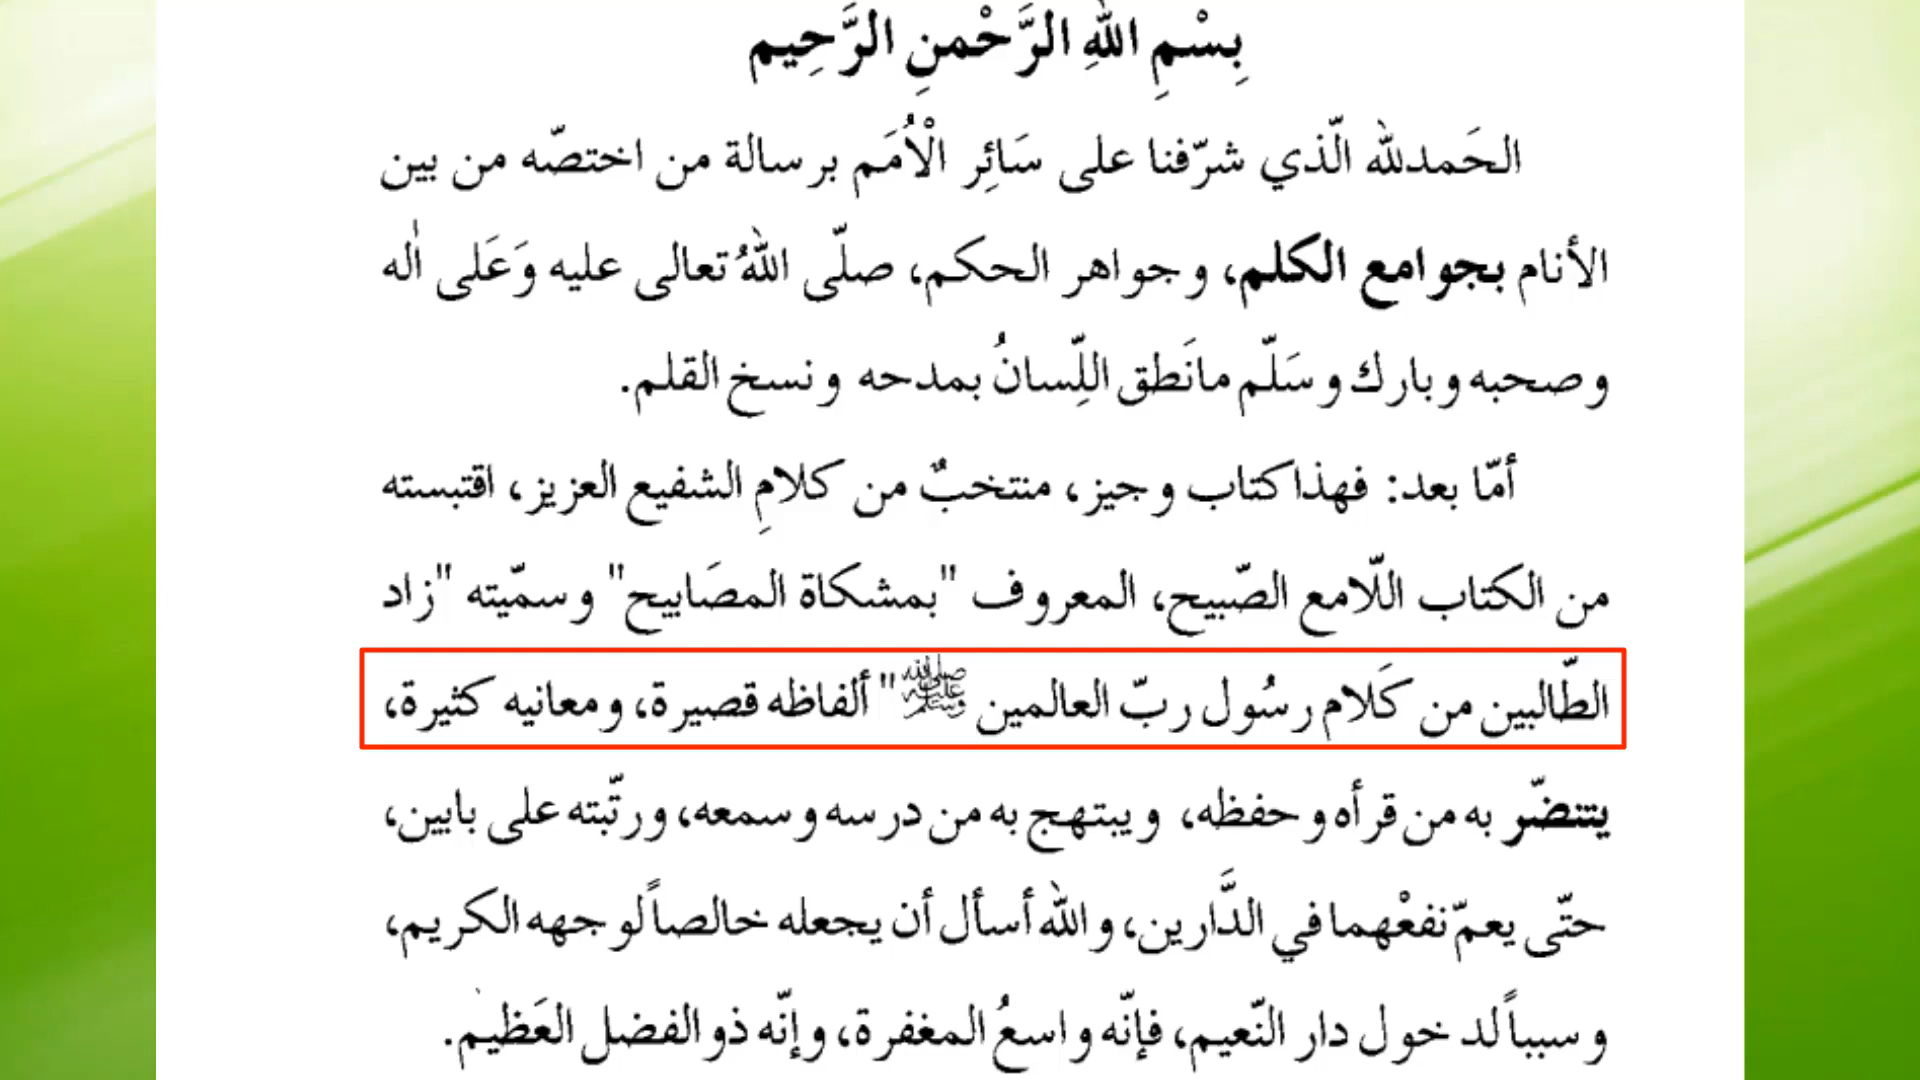 بِسْمِ اللهِ الرَّحْمنِ الرَّحِيم
الحَمدلله الّذي شرّفنا على سَائِر الْأُمَم برسالة من اختصّه من بين
الأنام بجوامع الكلم، وجواهر الحكم، صلّى اللهُ تعالى عليه وَعَلى اٰله
وصحبه وبارك وسَلّم مانَطق اللِّسانُ بمدحه ونسخ القلم.
أمّا بعد: فهذا كتاب وجيز، منتخبٌ من كلامِ الشفيع العزيز، اقتبسته
من الكتاب اللّامع الصّبيح، المعروف "بمشكاة المصَابيح" وسمّيته "زاد
الطّالبين من كَلام رسُول ربّ العالمين ﷺ" ألفاظه قصيرة، ومعانيه كثيرة،
يتنضّر به من قرأه وحفظه، ويبتهج به من درسه وسمعه، ورتّبته على بابين،
حتّى يعمّ نفعْهما في الدَّارين، والله أسأل أن يجعله خالصاً لوجهه الكريم،
وسبباً لدخول دار النّعيم، فإنّه واسعُ المغفرة، وإنّه ذو الفضل العَظيم.